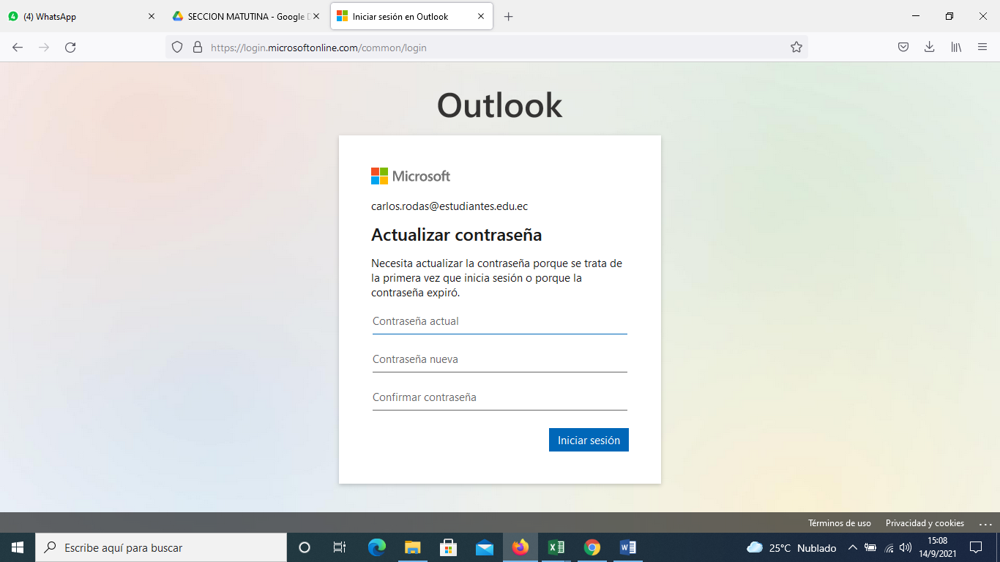 (4) WhatsApp
SECCION MATUTINA - Google D
Iniciar sesión en Outlook
https://login.microsoftonline.com/common/login
Outlook
Microsoft
carlos.rodas@estudiantes.edu.ec
Actualizar contraseña
Necesita actualizar la contraseña porque se trata de
la primera vez que inicia sesión o porque la
contraseña expiró.
Contraseña actual
Contraseña nueva
Confirmar contraseña
Iniciar sesión
Términos de uso
Privacidad y cookies
...
Escribe aquí para buscar
25°C Nublado
15:08
14/9/2021